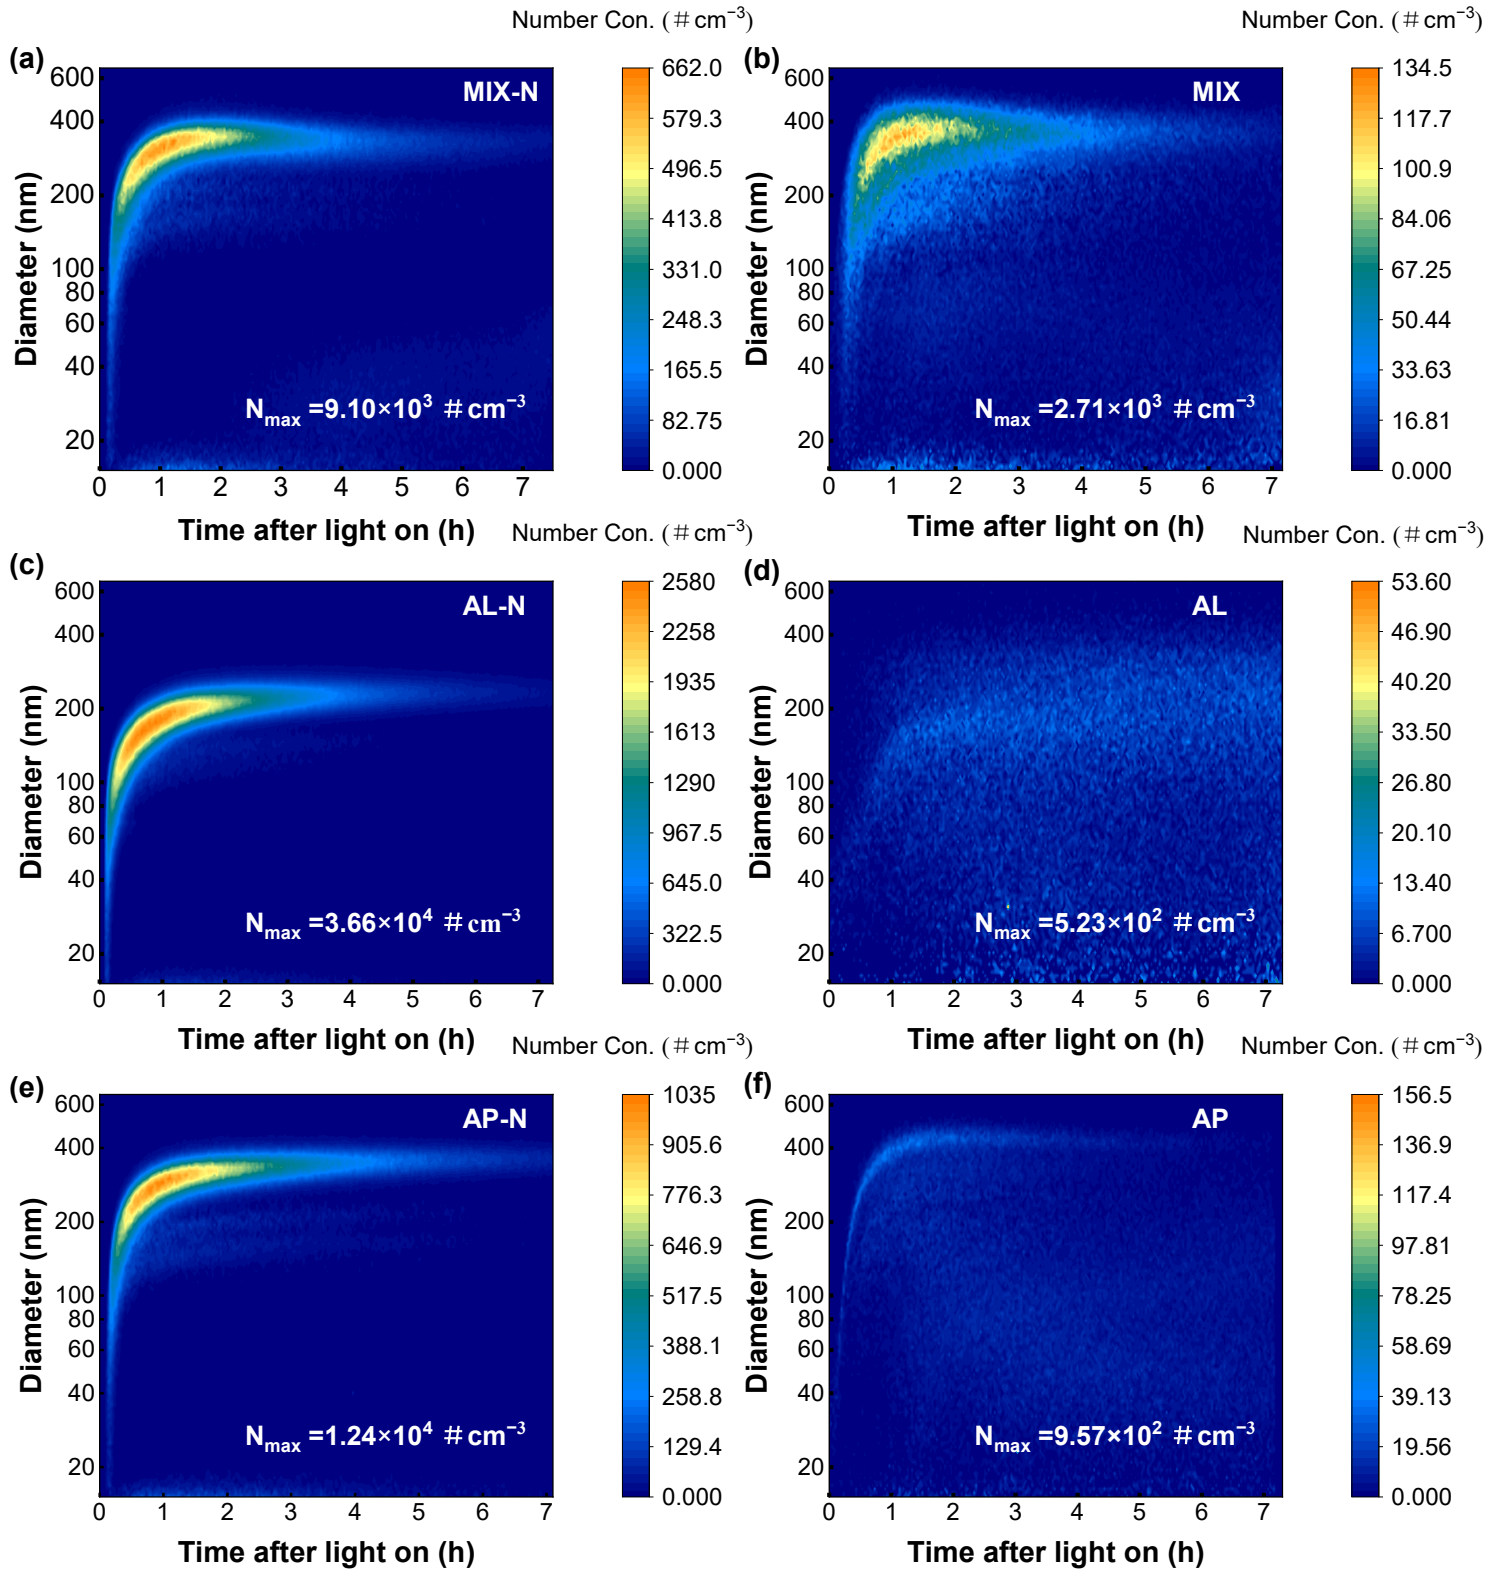 Number Con. (＃cm−3)
Number Con. (＃cm−3)
(a)
MIX-N
Diameter (nm)
600
400
200
100
80
60
40
20
Nmax =9.10×10³ ＃cm−3
0 1 2 3 4 5 6 7
Time after light on (h)
662.0
579.3
496.5
413.8
331.0
248.3
165.5
82.75
0.000
(b)
MIX
Diameter (nm)
600
400
200
100
80
60
40
20
Nmax =2.71×10³ ＃cm−3
0 1 2 3 4 5 6 7
Time after light on (h)
134.5
117.7
100.9
84.06
67.25
50.44
33.63
16.81
0.000
Number Con. (＃cm−3)
Number Con. (＃cm−3)
(c)
AL-N
Diameter (nm)
600
400
200
100
80
60
40
20
Nmax =3.66×10⁴ ＃cm−3
0 1 2 3 4 5 6 7
Time after light on (h)
2580
2258
1935
1613
1290
967.5
645.0
322.5
0.000
(d)
AL
Diameter (nm)
600
400
200
100
80
60
40
20
Nmax =5.23×10² ＃cm−3
0 1 2 3 4 5 6 7
Time after light on (h)
53.60
46.90
40.20
33.50
26.80
20.10
13.40
6.700
0.000
Number Con. (＃cm−3)
Number Con. (＃cm−3)
(e)
AP-N
Diameter (nm)
600
400
200
100
80
60
40
20
Nmax =1.24×10⁴ ＃cm−3
0 1 2 3 4 5 6 7
Time after light on (h)
1035
905.6
776.3
646.9
517.5
388.1
258.8
129.4
0.000
(f)
AP
Diameter (nm)
600
400
200
100
80
60
40
20
Nmax =9.57×10² ＃cm−3
0 1 2 3 4 5 6 7
Time after light on (h)
156.5
136.9
117.4
97.81
78.25
58.69
39.13
19.56
0.000